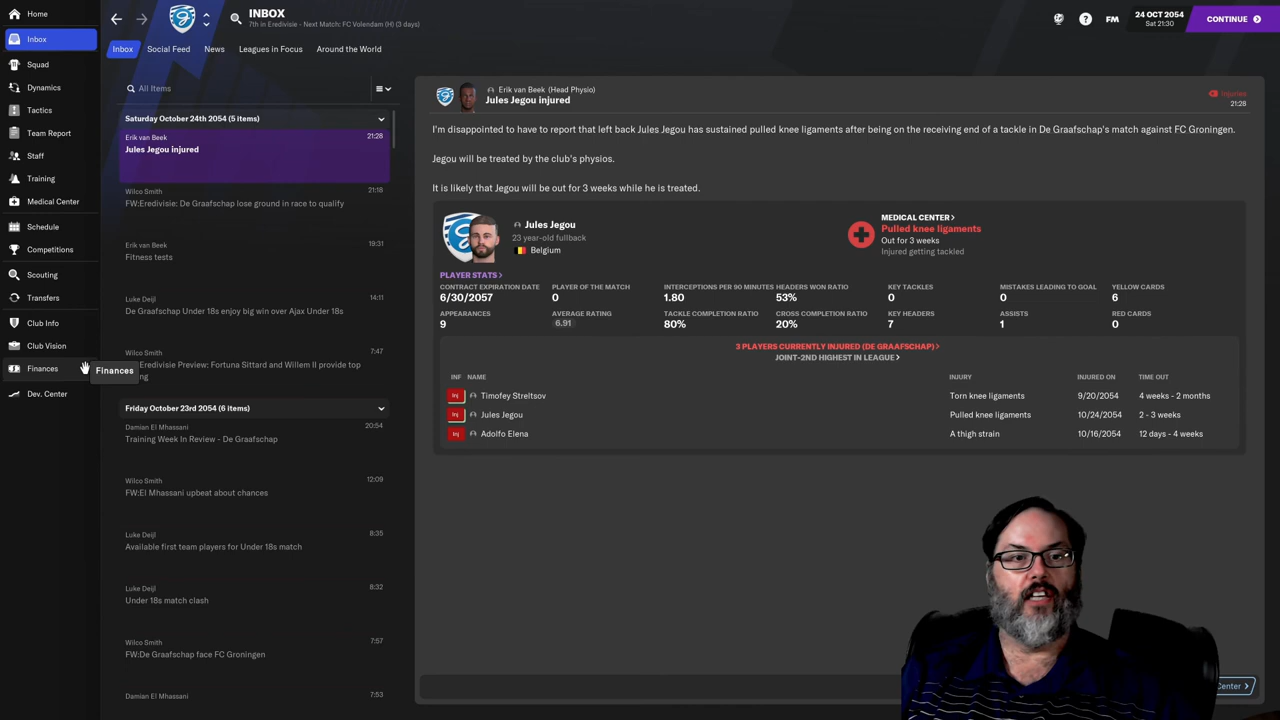 Home
Inbox
Squad
Dynamics
Tactics
Team Report
Staff
Training
Medical Center
Schedule
Competitions
Scouting
Transfers
Club Info
Club Vision
Finances
Finances
Dev. Center
INBOX
7th in Eredivisie - Next Match: FC Volendam (H) (3 days)
FM
24 OCT 2054
Sat 21:30
CONTINUE
Inbox
Social Feed
News
Leagues in Focus
Around the World
All Items
Saturday October 24th 2054 (5 items)
Erik van Beek
21:28
Jules Jegou injured
Wilco Smith
21:18
FW:Eredivisie: De Graafschap lose ground in race to qualify
Erik van Beek
19:31
Fitness tests
Luke Deijl
14:11
De Graafschap Under 18s enjoy big win over Ajax Under 18s
Wilco Smith
7:47
Eredivisie Preview: Fortuna Sittard and Willem II provide top
Friday October 23rd 2054 (6 items)
Damian El Mhassani
20:54
Training Week In Review - De Graafschap
Wilco Smith
12:09
FW:El Mhassani upbeat about chances
Luke Deijl
8:35
Available first team players for Under 18s match
Luke Deijl
8:32
Under 18s match clash
Wilco Smith
7:57
FW:De Graafschap face FC Groningen
Damian El Mhassani
7:53
Erik van Beek (Head Physio)
Jules Jegou injured
Injuries
21:28
I'm disappointed to have to report that left back Jules Jegou has sustained pulled knee ligaments after being on the receiving end of a tackle in De Graafschap's match against FC Groningen.
Jegou will be treated by the club's physios.
It is likely that Jegou will be out for 3 weeks while he is treated.
Jules Jegou
23 year-old fullback
Belgium
MEDICAL CENTER>
Pulled knee ligaments
Out for 3 weeks
Injured getting tackled
PLAYER STATS>
CONTRACT EXPIRATION DATE
6/30/2057
PLAYER OF THE MATCH
0
INTERCEPTIONS PER 90 MINUTES
1.80
HEADERS WON RATIO
53%
KEY TACKLES
0
MISTAKES LEADING TO GOAL
0
YELLOW CARDS
6
APPEARANCES
9
AVERAGE RATING
6.91
TACKLE COMPLETION RATIO
80%
CROSS COMPLETION RATIO
20%
KEY HEADERS
7
ASSISTS
1
RED CARDS
0
3 PLAYERS CURRENTLY INJURED (DE GRAAFSCHAP)>
JOINT-2ND HIGHEST IN LEAGUE>
INF NAME INJURY INJURED ON TIME OUT
Inj Timofey Streltsov Torn knee ligaments 9/20/2054 4 weeks - 2 months
Inj Jules Jegou Pulled knee ligaments 10/24/2054 2 - 3 weeks
Inj Adolfo Elena A thigh strain 10/16/2054 12 days - 4 weeks
Center >